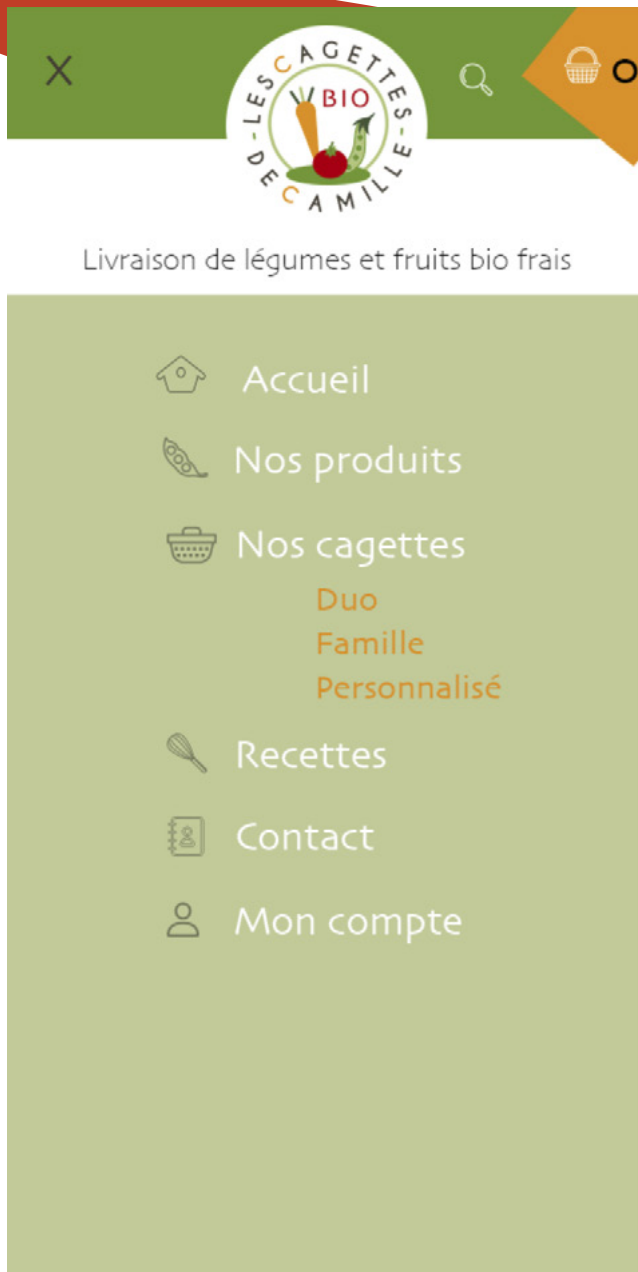 X
LES CAGETTES
BIO
DE CAMILLE
0
Livraison de légumes et fruits bio frais
Accueil
Nos produits
Nos cagettes
Duo
Famille
Personnalisé
Recettes
Contact
Mon compte